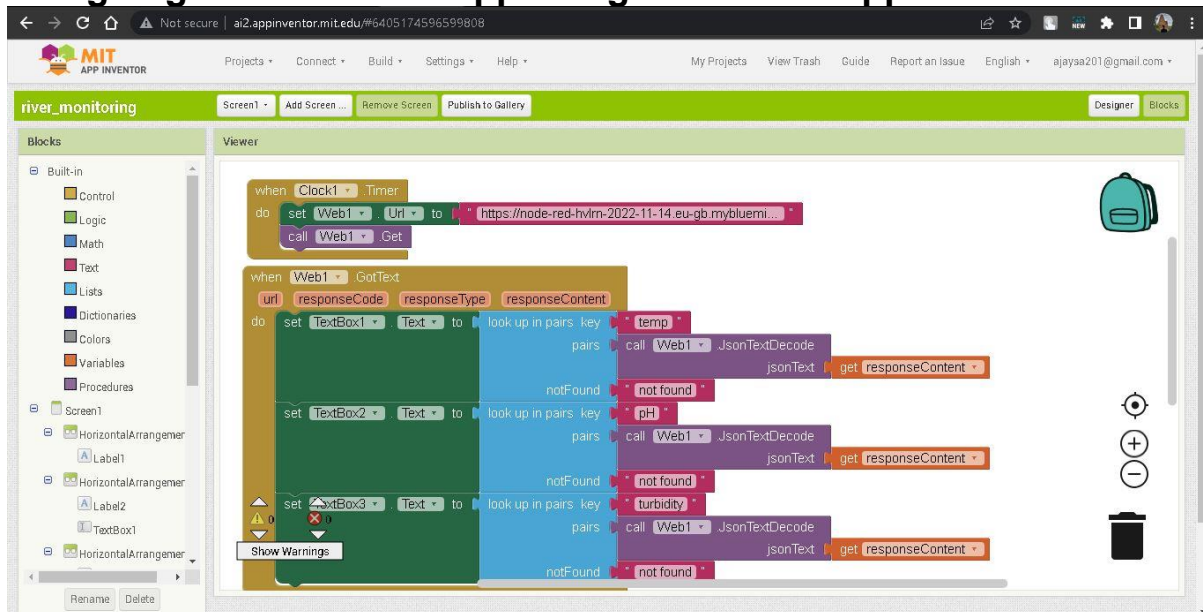 Not secure | ai2.appinventor.mit.edu/#6405174596599808
NEW
MIT
APP INVENTOR
Projects Connect Build Settings Help My Projects View Trash Guide Report an Issue English ajaysa201@gmail.com
river_monitoring Screen1 Add Screen ... Remove Screen Publish to Gallery Designer Blocks
Blocks
Built-in
Control
Logic
Math
Text
Lists
Dictionaries
Colors
Variables
Procedures
Screen1
HorizontalArrangemer
Label1
HorizontalArrangemer
Label2
TextBox1
HorizontalArrangemer
Rename Delete
Viewer
when Clock1 .Timer
do set Web1 . Url to " https://node-red-hvlrn-2022-11-14.eu-gb.mybluemi... "
call Web1 .Get
when Web1 .GotText
url responseCode responseType responseContent
do set TextBox1 . Text to look up in pairs key " temp "
pairs call Web1 .JsonTextDecode
jsonText get responseContent
notFound " not found "
set TextBox2 . Text to look up in pairs key " pH "
pairs call Web1 .JsonTextDecode
jsonText get responseContent
notFound " not found "
set TextBox3 . Text to look up in pairs key " turbidity "
pairs call Web1 .JsonTextDecode
jsonText get responseContent
notFound " not found "
0 0
Show Warnings